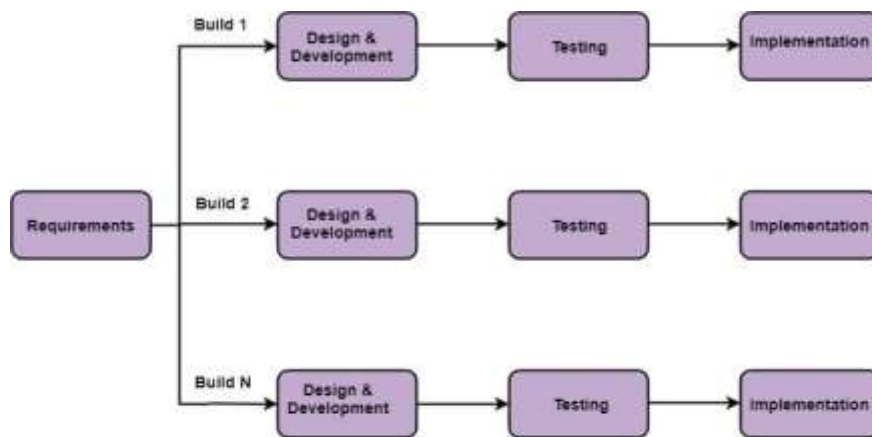 Build 1
Design &
Development
Testing
Implementation
Requirements
Build 2
Design &
Development
Testing
Implementation
Build N
Design &
Development
Testing
Implementation